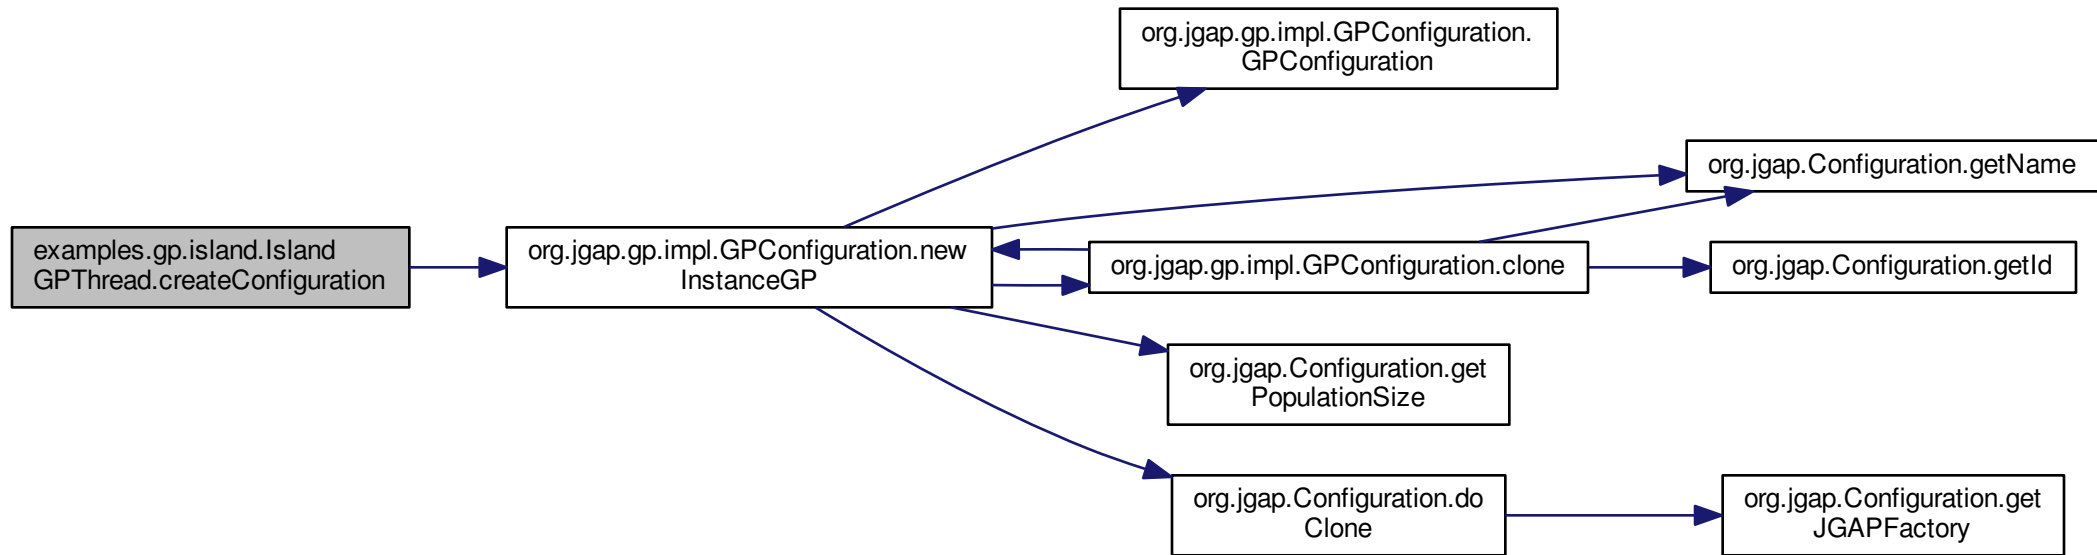 org.jgap.gp.impl.GPConfiguration.
GPConfiguration
org.jgap.Configuration.getName
examples.gp.island.Island
GPThread.createConfiguration
org.jgap.gp.impl.GPConfiguration.new
InstanceGP
org.jgap.gp.impl.GPConfiguration.clone
org.jgap.Configuration.getId
org.jgap.Configuration.get
PopulationSize
org.jgap.Configuration.do
Clone
org.jgap.Configuration.get
JGAPFactory